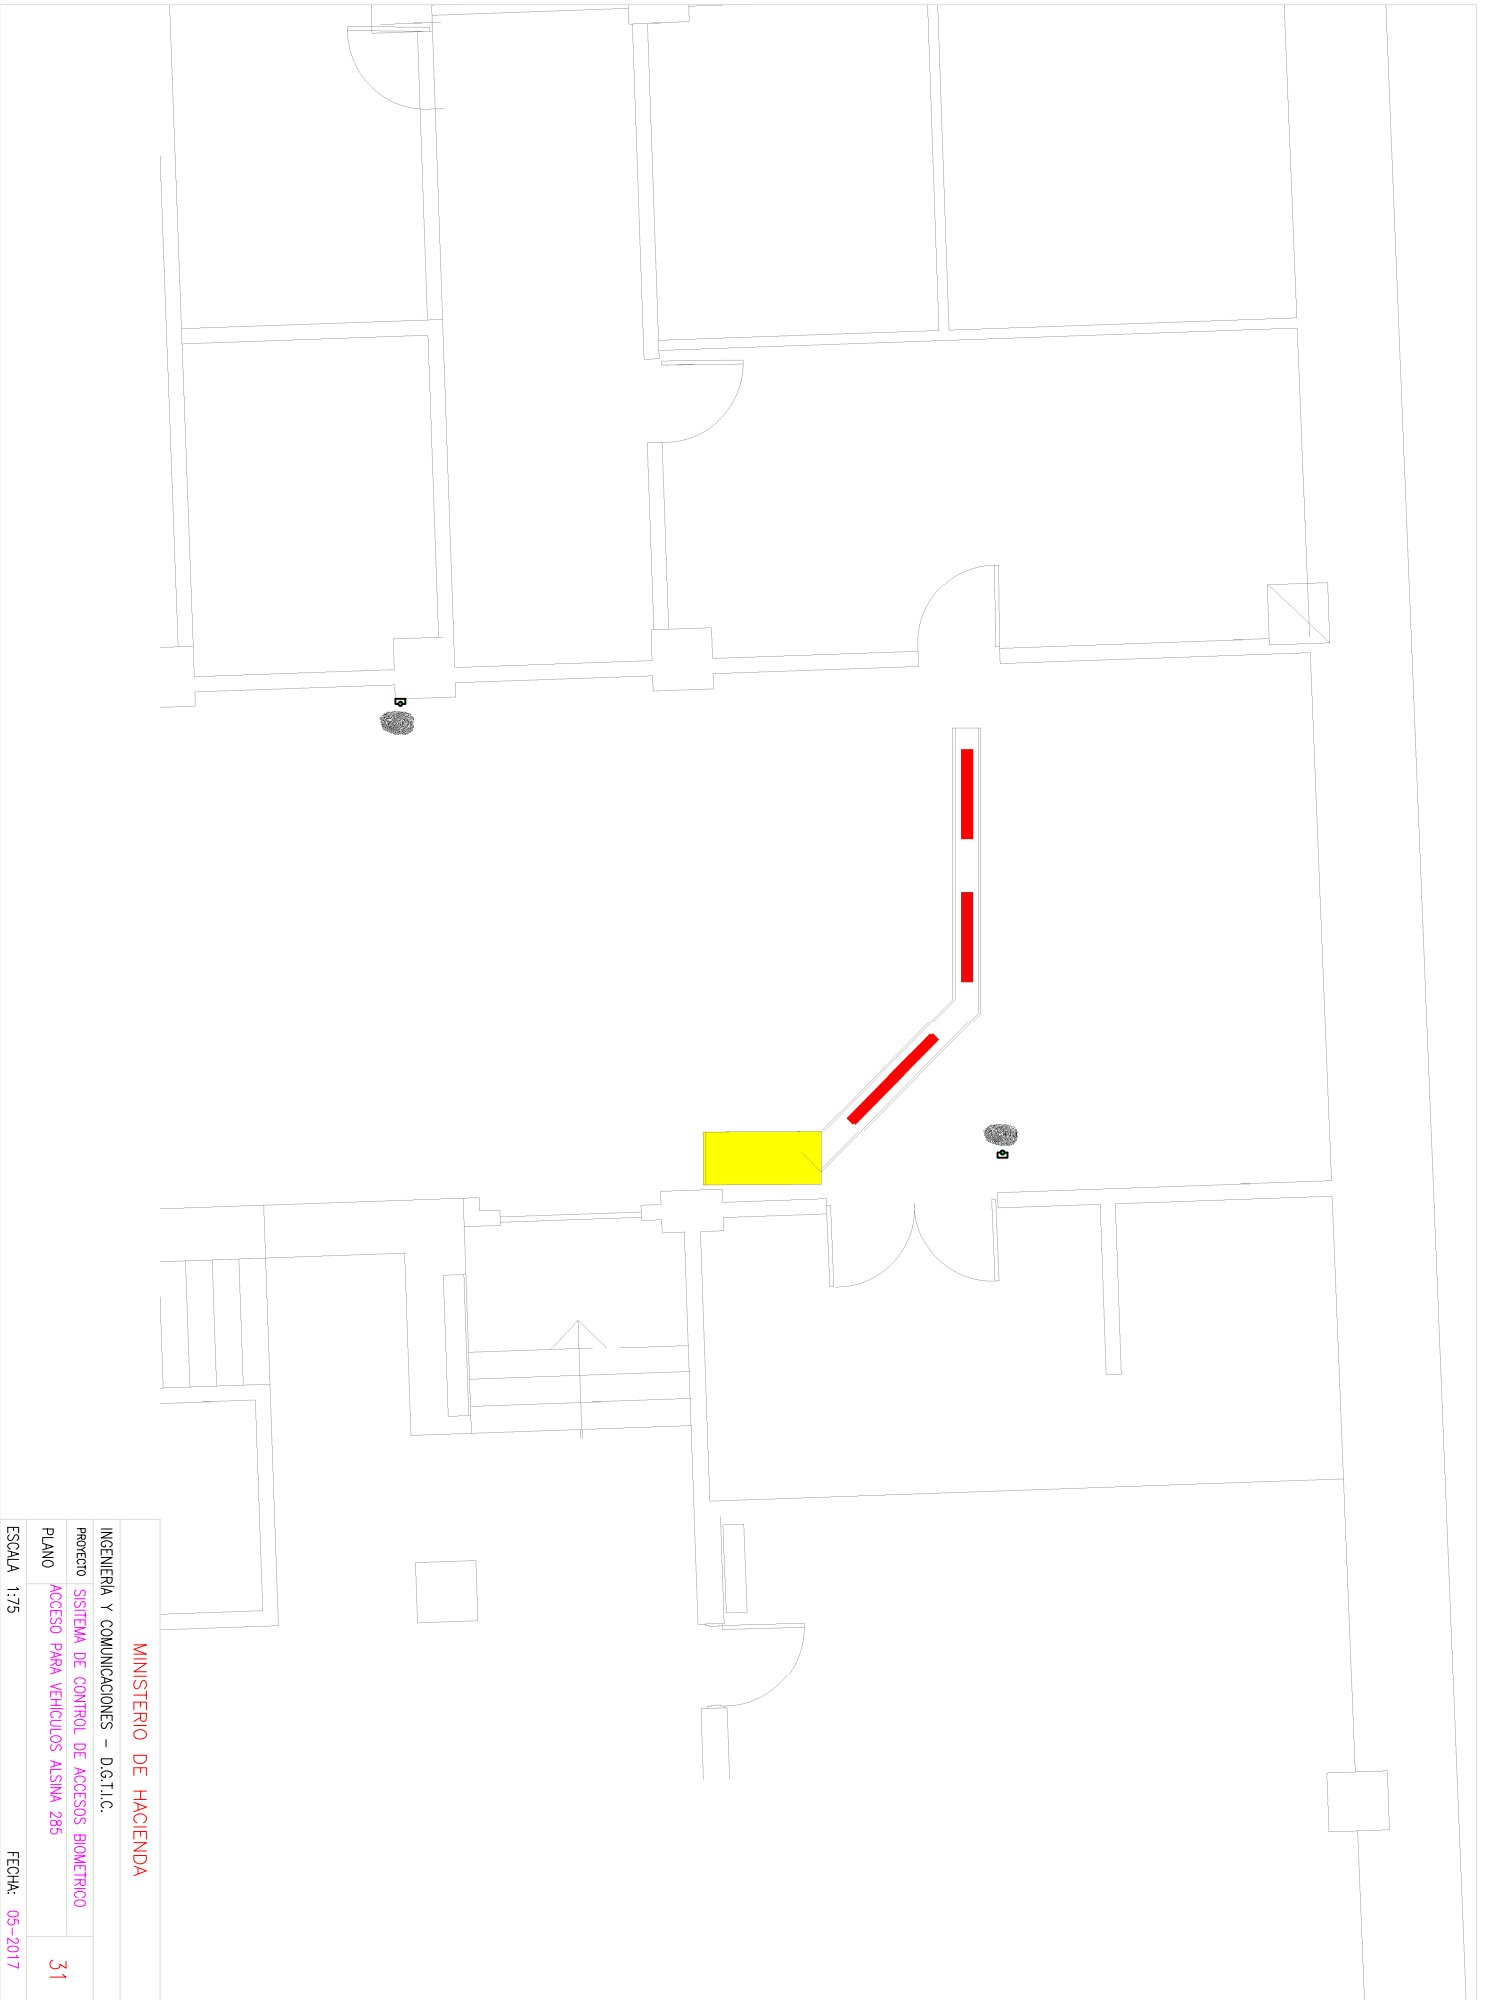 MINISTERIO DE HACIENDA
INGENIERÍA Y COMUNICACIONES - D.G.T.I.C.
PROYECTO SISITEMA DE CONTROL DE ACCESOS BIOMETRICO
PLANO ACCESO PARA VEHÍCULOS ALSINA 285
31
ESCALA 1:75 FECHA: 05-2017